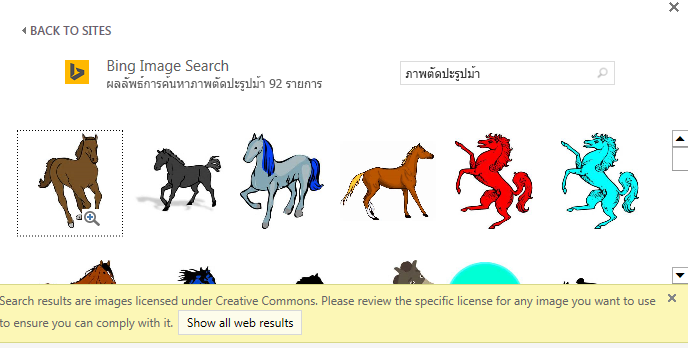 BACK TO SITES
Bing Image Search
ผลลัพธ์การค้นหาภาพตัดปะรูปม้า 92 รายการ
ภาพตัดปะรูปม้า
Search results are images licensed under Creative Commons. Please review the specific license for any image you want to use
to ensure you can comply with it. Show all web results